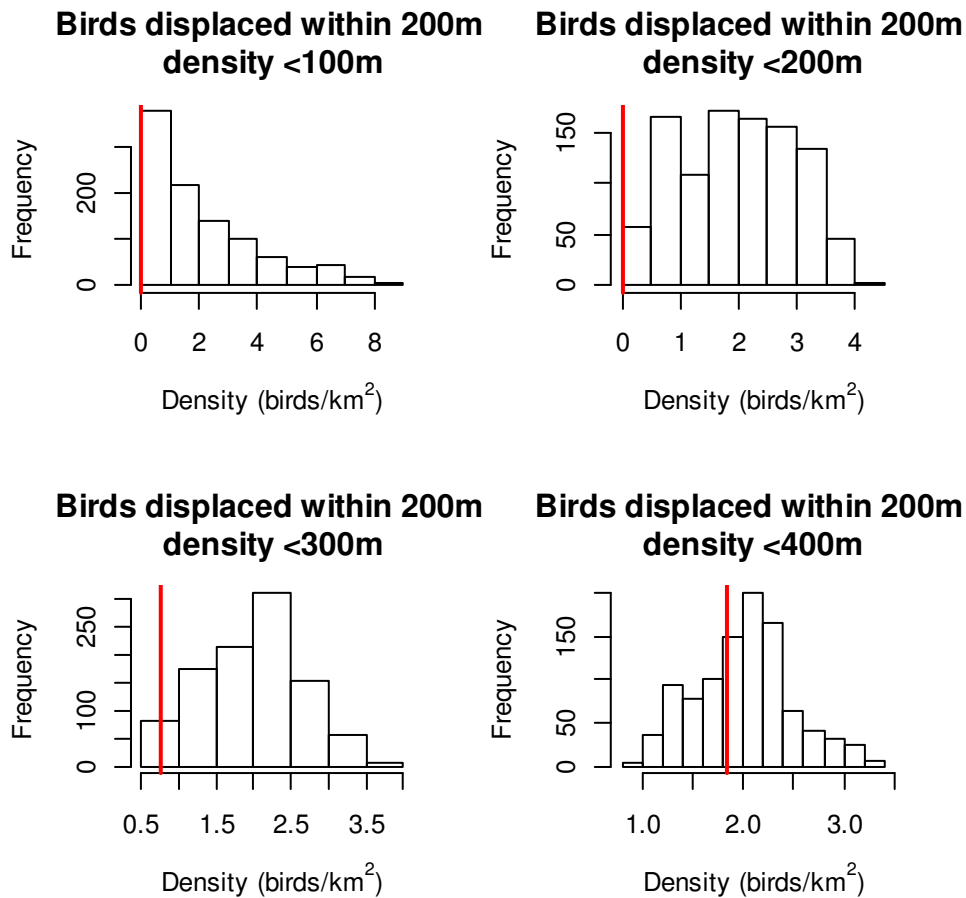 Birds displaced within 200m
density <100m
Frequency
200
0
0 2 4 6 8
Density (birds/km²)
Birds displaced within 200m
density <200m
Frequency
150
50
0
0 1 2 3 4
Density (birds/km²)
Birds displaced within 200m
density <300m
Frequency
250
100
0
0.5 1.5 2.5 3.5
Density (birds/km²)
Birds displaced within 200m
density <400m
Frequency
150
50
0
1.0 2.0 3.0
Density (birds/km²)